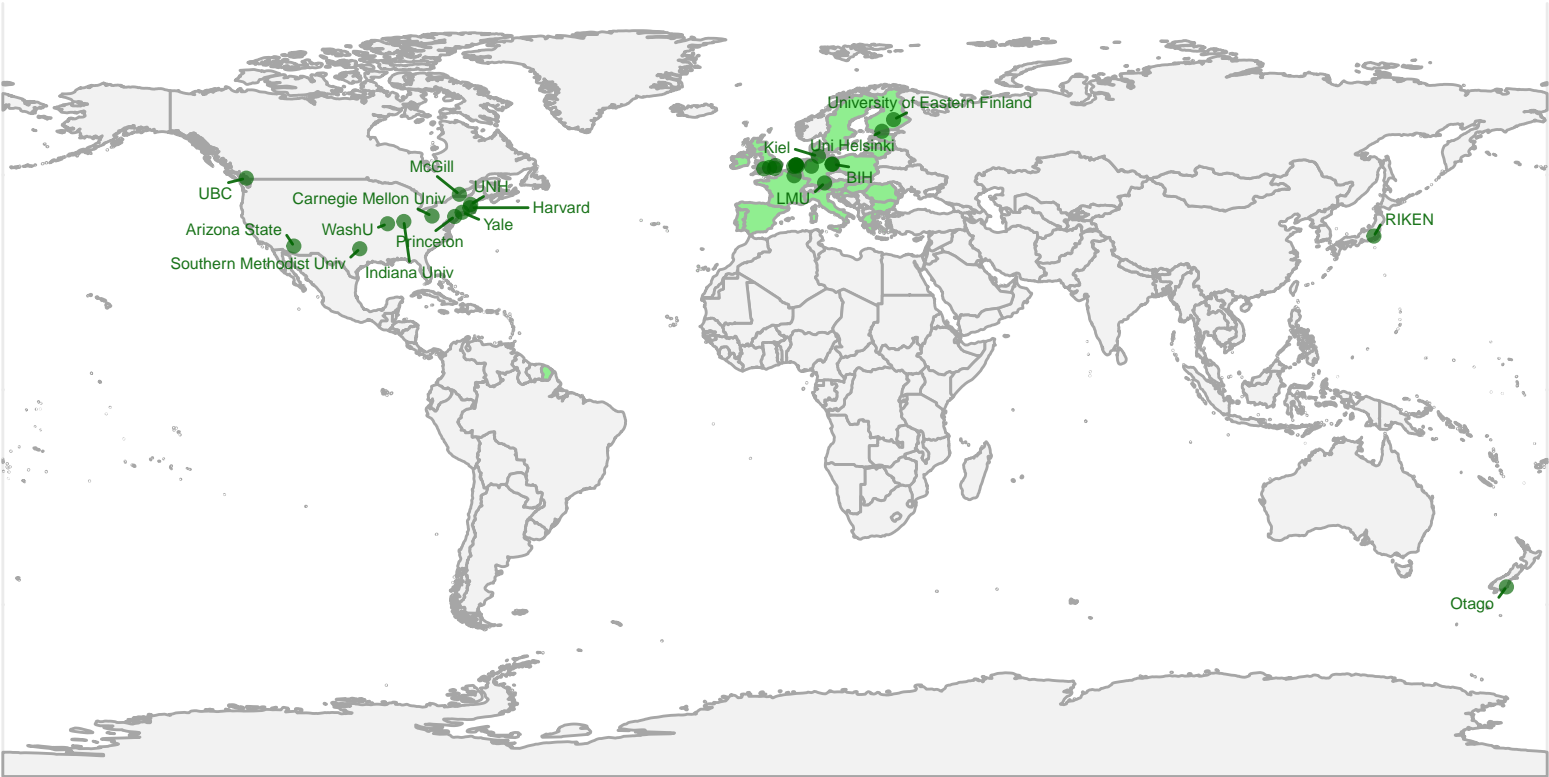 University of Eastern Finland
Kiel
Uni Helsinki
McGill
BIH
UBC
UNH
Carnegie Mellon Univ
LMU
Harvard
RIKEN
Yale
Arizona State
WashU
Princeton
Southern Methodist Univ
Indiana Univ
Otago